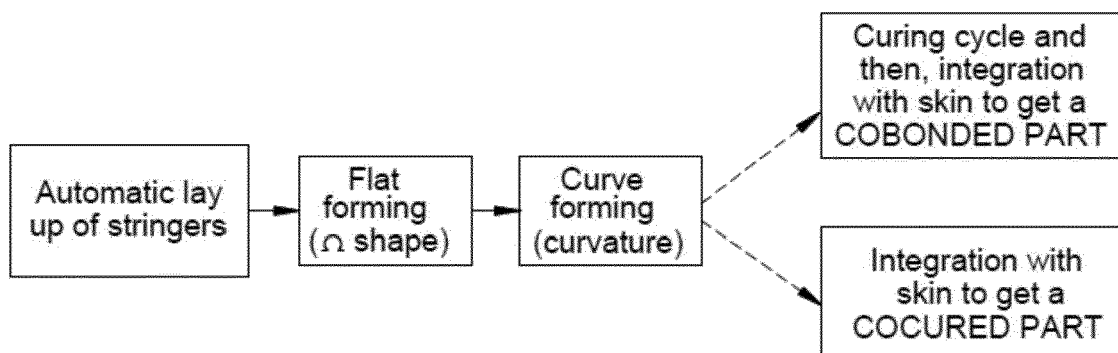 Automatic lay
up of stringers
Flat
forming
(Ω shape)
Curve
forming
(curvature)
Curing cycle and
then, integration
with skin to get a
COBONDED PART
Integration with
skin to get a
COCURED PART